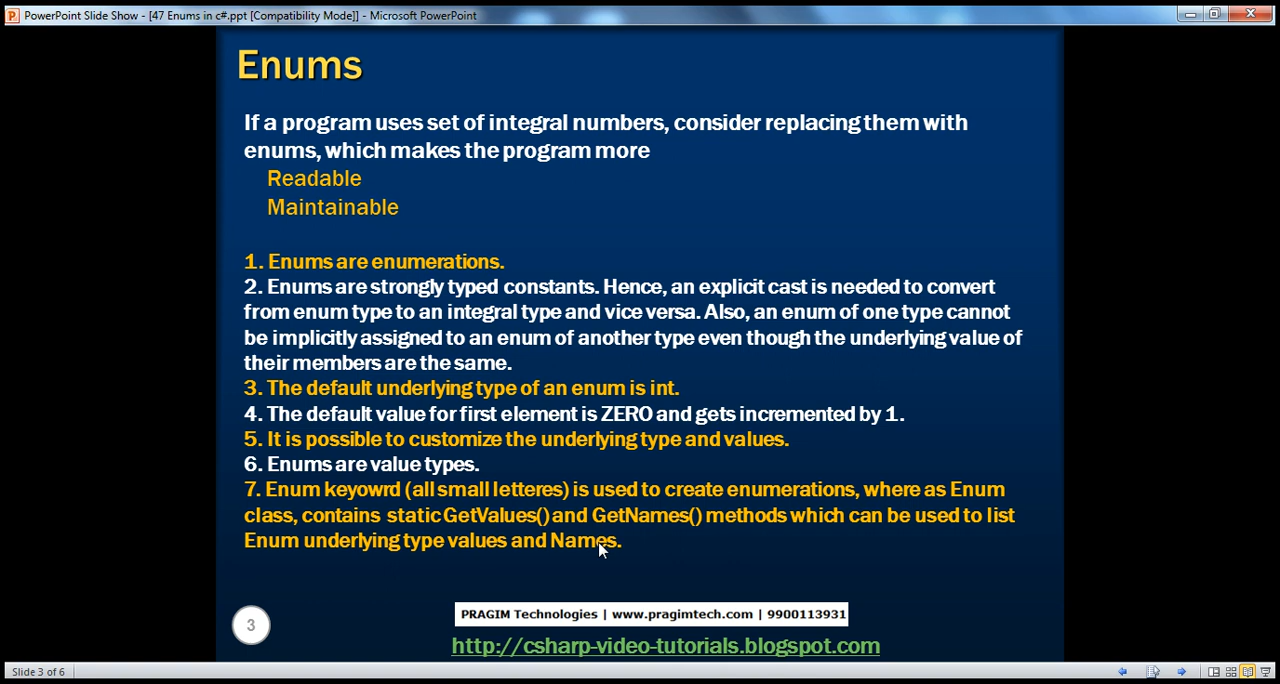 PowerPoint Slide Show - [47 Enums in c#.ppt [Compatibility Mode]] - Microsoft PowerPoint
Enums
If a program uses set of integral numbers, consider replacing them with
enums, which makes the program more
Readable
Maintainable
1. Enums are enumerations.
2. Enums are strongly typed constants. Hence, an explicit cast is needed to convert
from enum type to an integral type and vice versa. Also, an enum of one type cannot
be implicitly assigned to an enum of another type even though the underlying value of
their members are the same.
3. The default underlying type of an enum is int.
4. The default value for first element is ZERO and gets incremented by 1.
5. It is possible to customize the underlying type and values.
6. Enums are value types.
7. Enum keyowrd (all small letteres) is used to create enumerations, where as Enum
class, contains static GetValues() and GetNames() methods which can be used to list
Enum underlying type values and Names.
PRAGIM Technologies | www.pragimtech.com | 9900113931
3
http://csharp-video-tutorials.blogspot.com
Slide 3 of 6